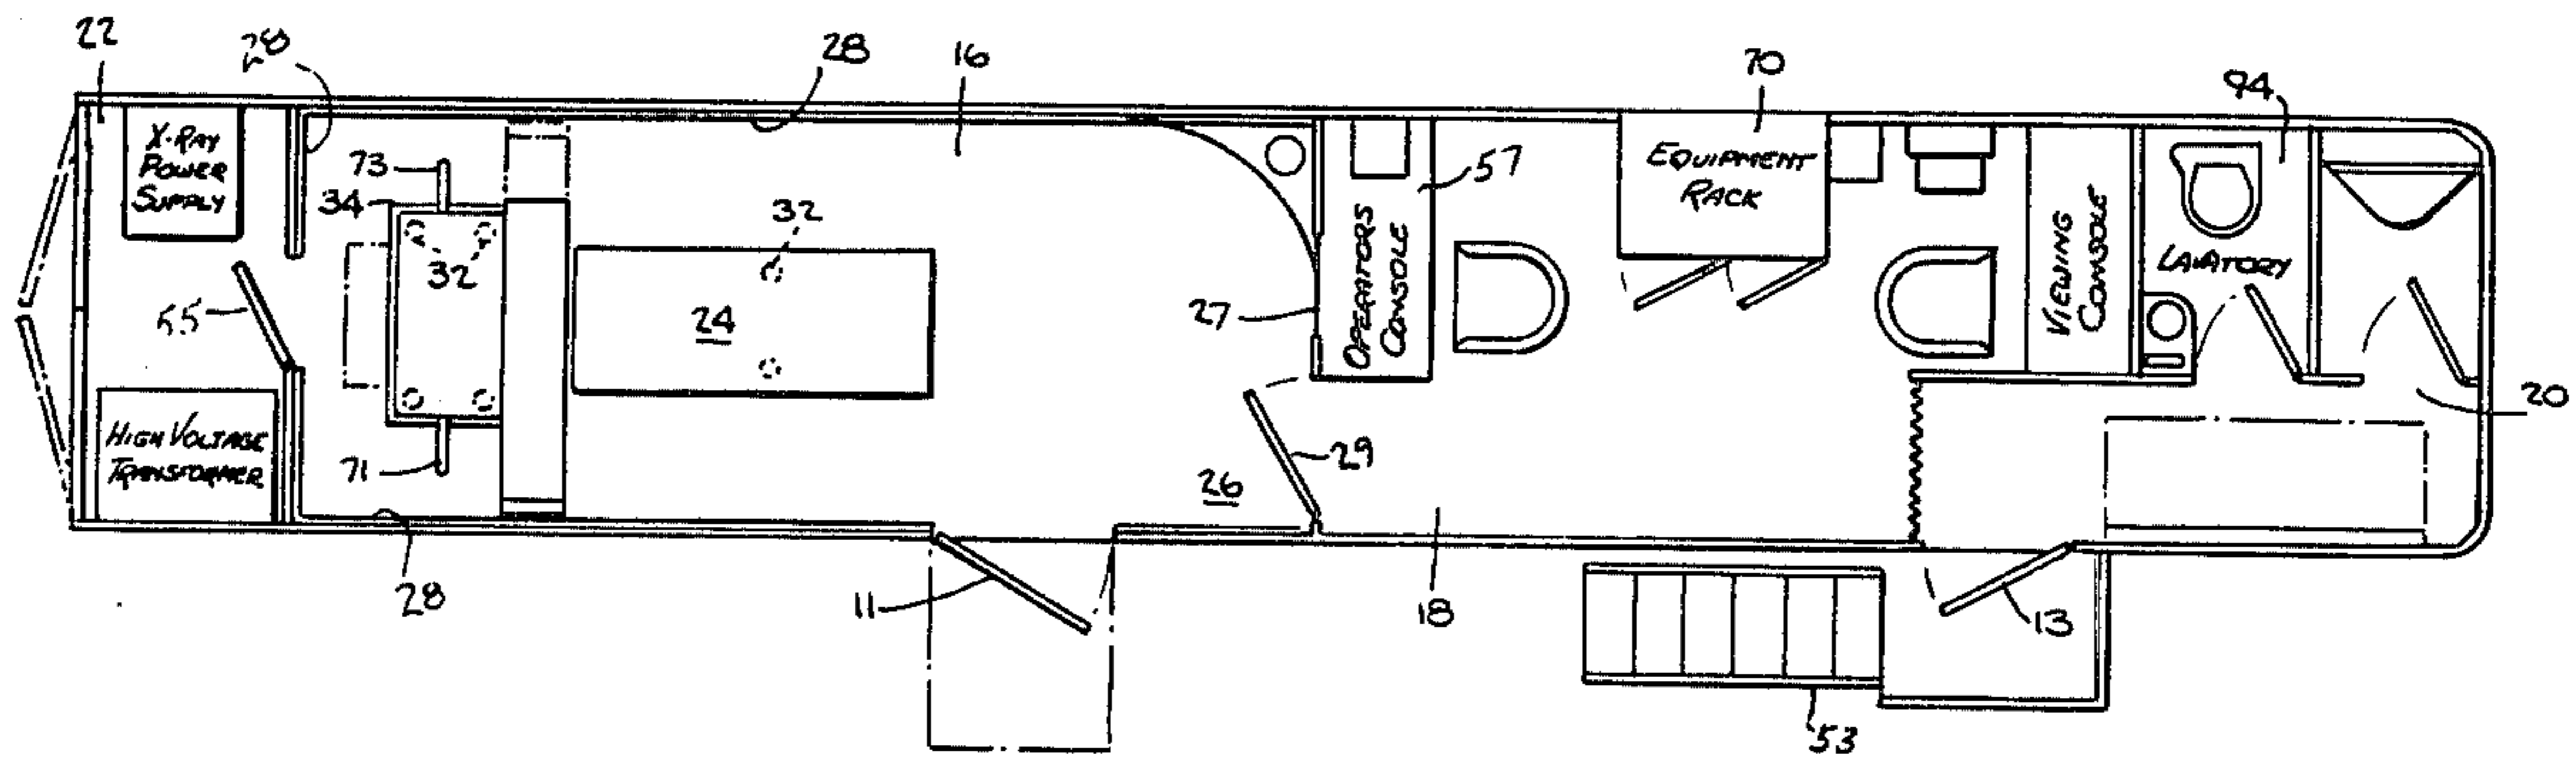 22
28
28
16
70
94
X-RAY
POWER
SUPPLY
73
34
32
32
EQUIPMENT
RACK
57
OPERATORS
CONSOLE
VIEWING
CONSOLE
LAVATORY
55
24
27
20
HIGH VOLTAGE
TRANSFORMER
71
26
29
28
11
18
13
53